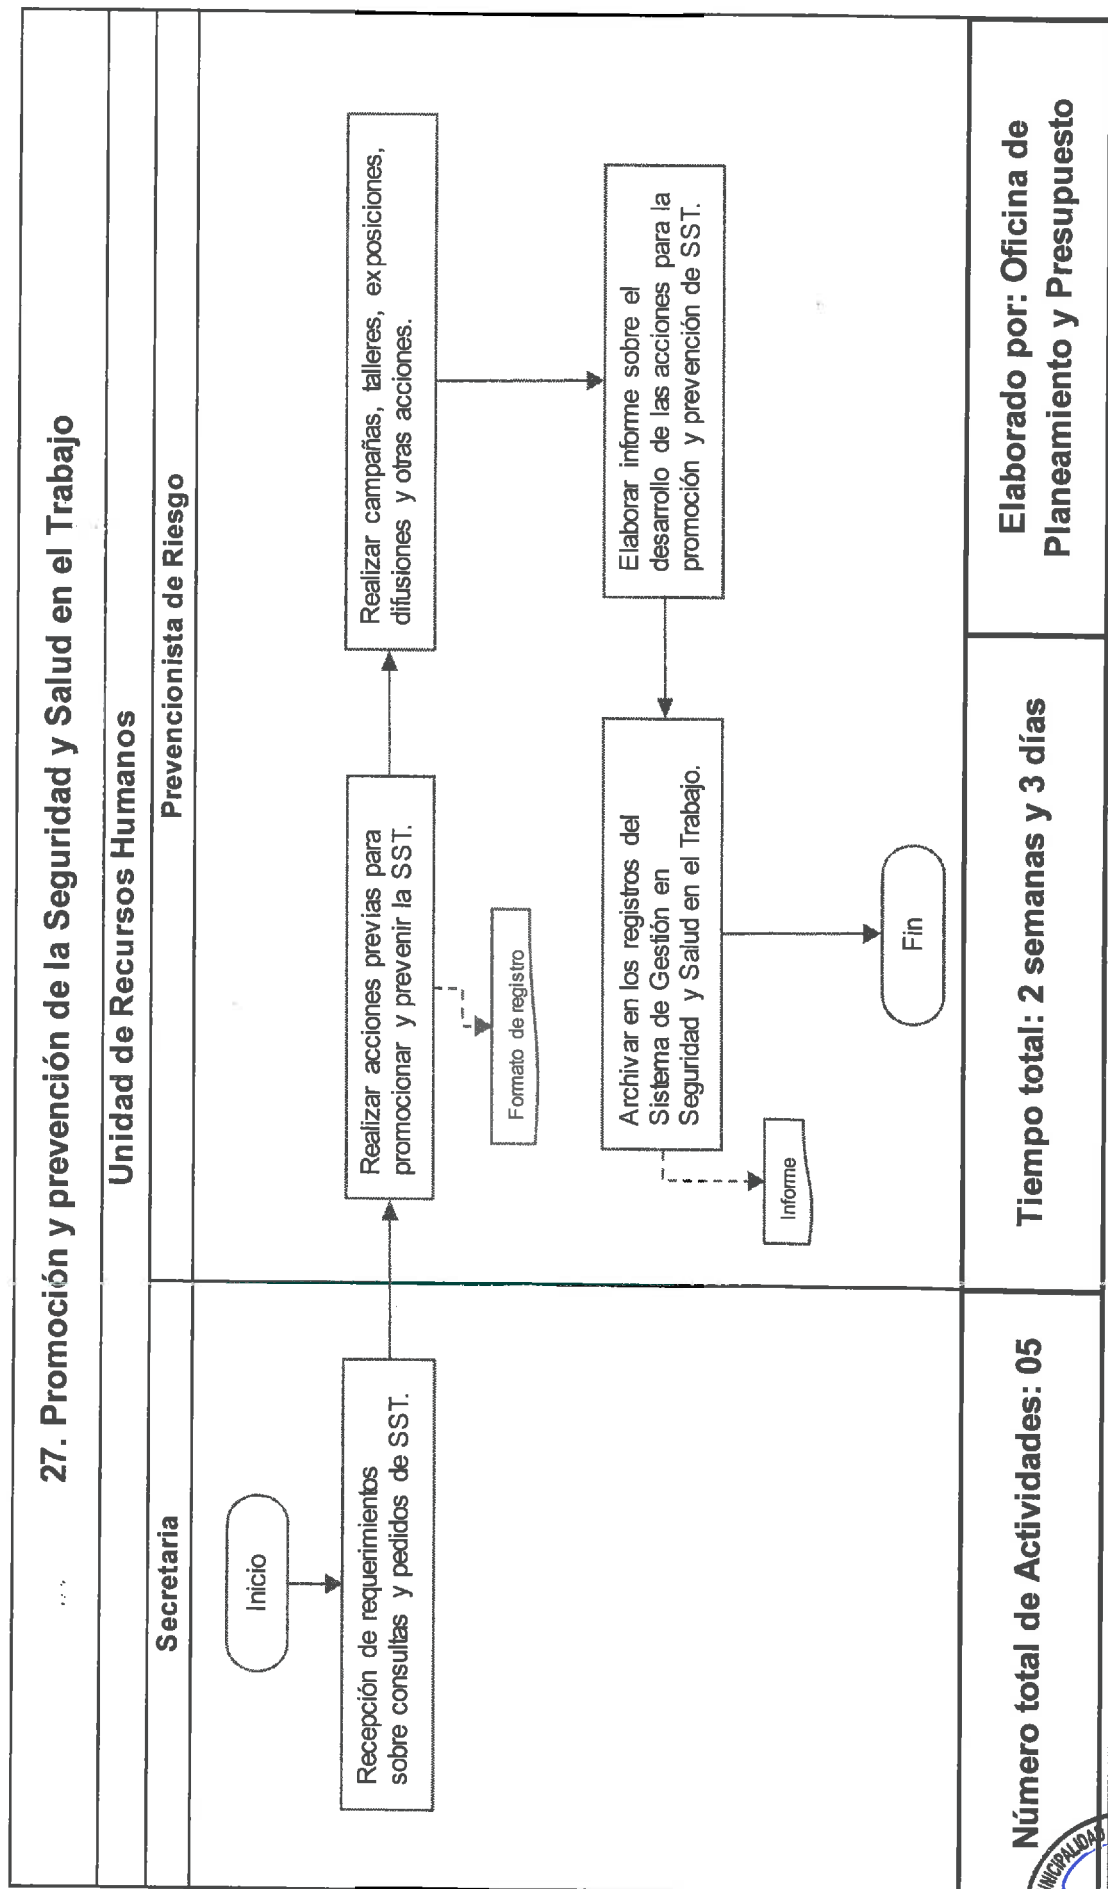 27. Promoción y prevención de la Seguridad y Salud en el Trabajo
Unidad de Recursos Humanos
Secretaria
Prevencionista de Riesgo
Inicio
Recepción de requerimientos
sobre consultas y pedidos de SST.
Realizar acciones previas para
promocionar y prevenir la SST.
Formato de registro
Realizar campañas, talleres, exposiciones,
difusiones y otras acciones.
Elaborar informe sobre el
desarrollo de las acciones para la
promoción y prevención de SST.
Archivar en los registros del
Sistema de Gestión en
Seguridad y Salud en el Trabajo.
Informe
Fin
Número total de Actividades: 05
Tiempo total: 2 semanas y 3 días
Elaborado por: Oficina de
Planeamiento y Presupuesto